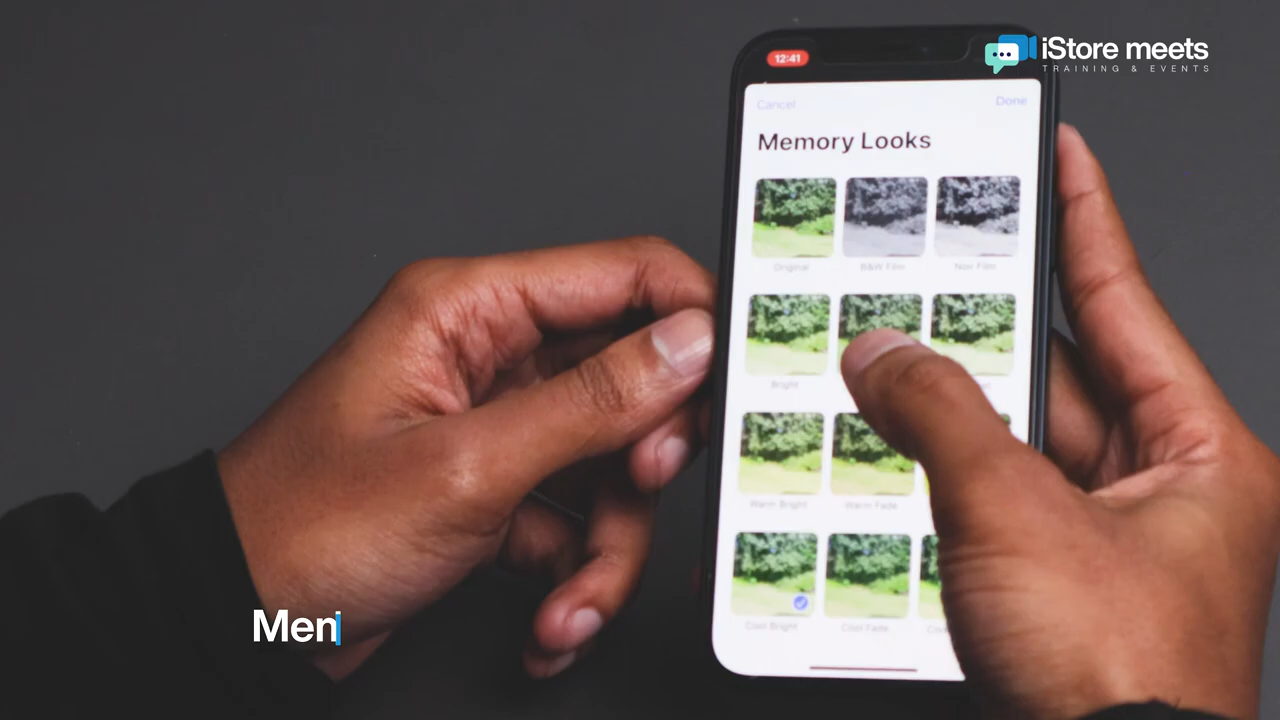 iStore meets
TRAINING & EVENTS
12:41
Cancel
Done
Memory Looks
Original
B&W Film
Noir Film
Bright
Warm Bright
Warm Fade
Cool Bright
Cool Fade
Men